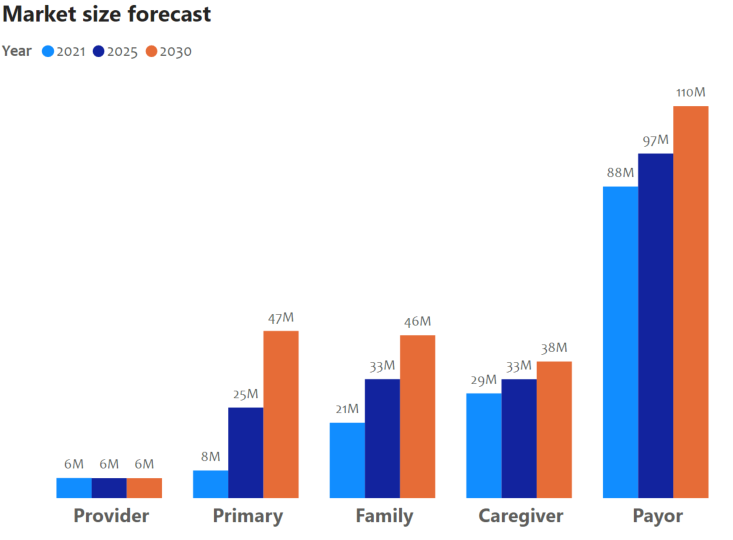 Market size forecast
Year 2021 2025 2030
110M
97M
88M
47M
46M
38M
33M
33M
29M
25M
21M
8M
6M 6M 6M
Provider Primary Family Caregiver Payor